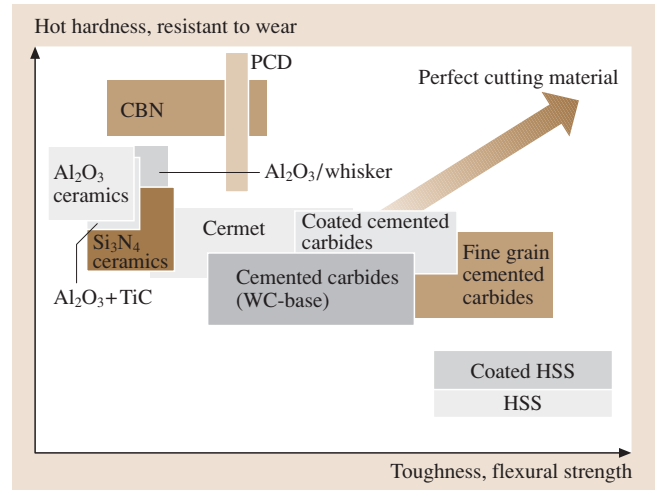 Hot hardness, resistant to wear
PCD
Perfect cutting material
CBN
Al₂O₃
ceramics
Al₂O₃/whisker
Si₃N₄
ceramics
Al₂O₃+TiC
Cermet
Coated cemented
carbides
Cemented carbides
(WC-base)
Fine grain
cemented
carbides
Coated HSS
HSS
Toughness, flexural strength